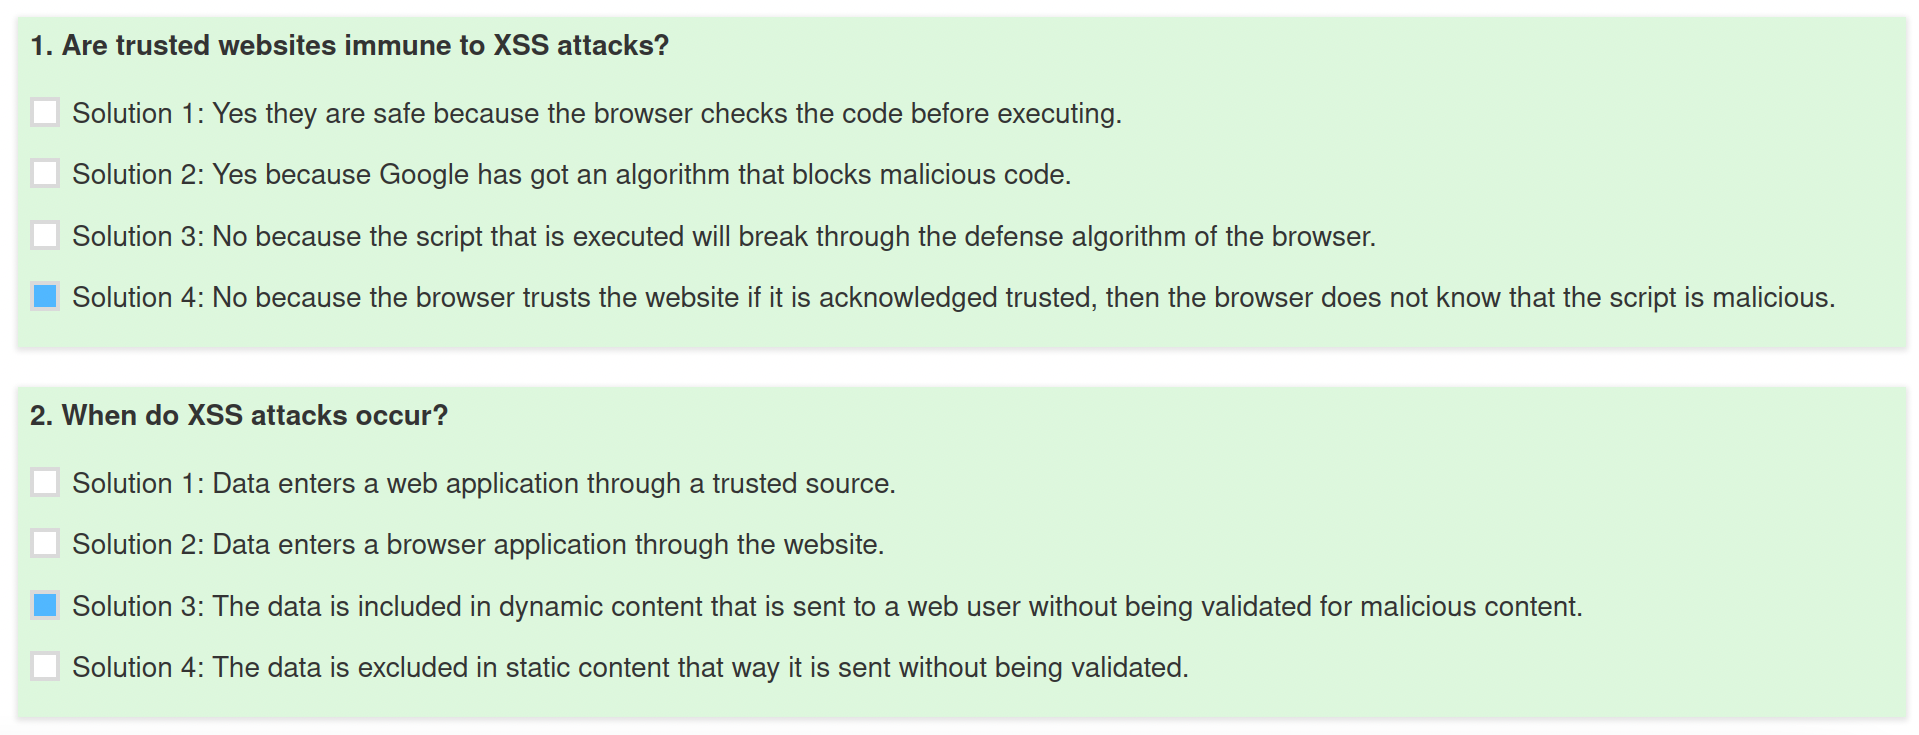 1. Are trusted websites immune to XSS attacks?
Solution 1: Yes they are safe because the browser checks the code before executing.
Solution 2: Yes because Google has got an algorithm that blocks malicious code.
Solution 3: No because the script that is executed will break through the defense algorithm of the browser.
Solution 4: No because the browser trusts the website if it is acknowledged trusted, then the browser does not know that the script is malicious.
2. When do XSS attacks occur?
Solution 1: Data enters a web application through a trusted source.
Solution 2: Data enters a browser application through the website.
Solution 3: The data is included in dynamic content that is sent to a web user without being validated for malicious content.
Solution 4: The data is excluded in static content that way it is sent without being validated.